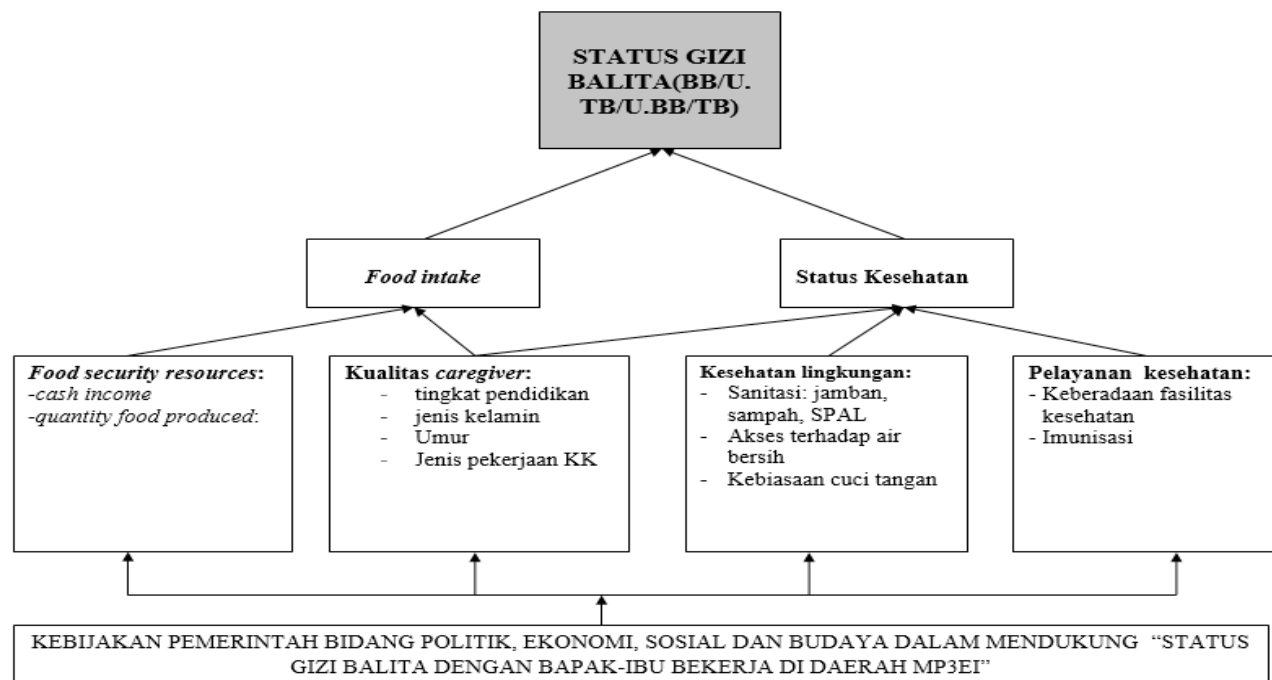 STATUS GIZI
BALITA(BB/U.
TB/U.BB/TB)
Food intake
Status Kesehatan
Food security resources:
-cash income
-quantity food produced:
Kualitas caregiver:
- tingkat pendidikan
- jenis kelamin
- Umur
- Jenis pekerjaan KK
Kesehatan lingkungan:
- Sanitasi: jamban,
sampah, SPAL
- Akses terhadap air
bersih
- Kebiasaan cuci tangan
Pelayanan kesehatan:
- Keberadaan fasilitas
kesehatan
- Imunisasi
KEBIJAKAN PEMERINTAH BIDANG POLITIK, EKONOMI, SOSIAL DAN BUDAYA DALAM MENDUKUNG “STATUS
GIZI BALITA DENGAN BAPAK-IBU BEKERJA DI DAERAH MP3EI”